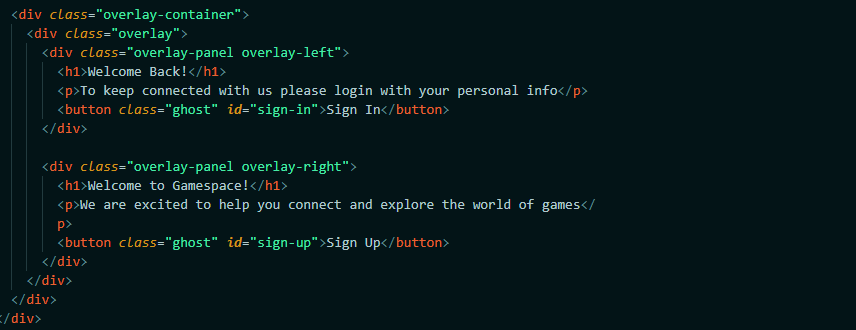 <div class="overlay-container">
<div class="overlay">
<div class="overlay-panel overlay-left">
<h1>Welcome Back!</h1>
<p>To keep connected with us please login with your personal info</p>
<button class="ghost" id="sign-in">Sign In</button>
</div>
<div class="overlay-panel overlay-right">
<h1>Welcome to Gamespace!</h1>
<p>We are excited to help you connect and explore the world of games</
p>
<button class="ghost" id="sign-up">Sign Up</button>
</div>
</div>
</div>
</div>